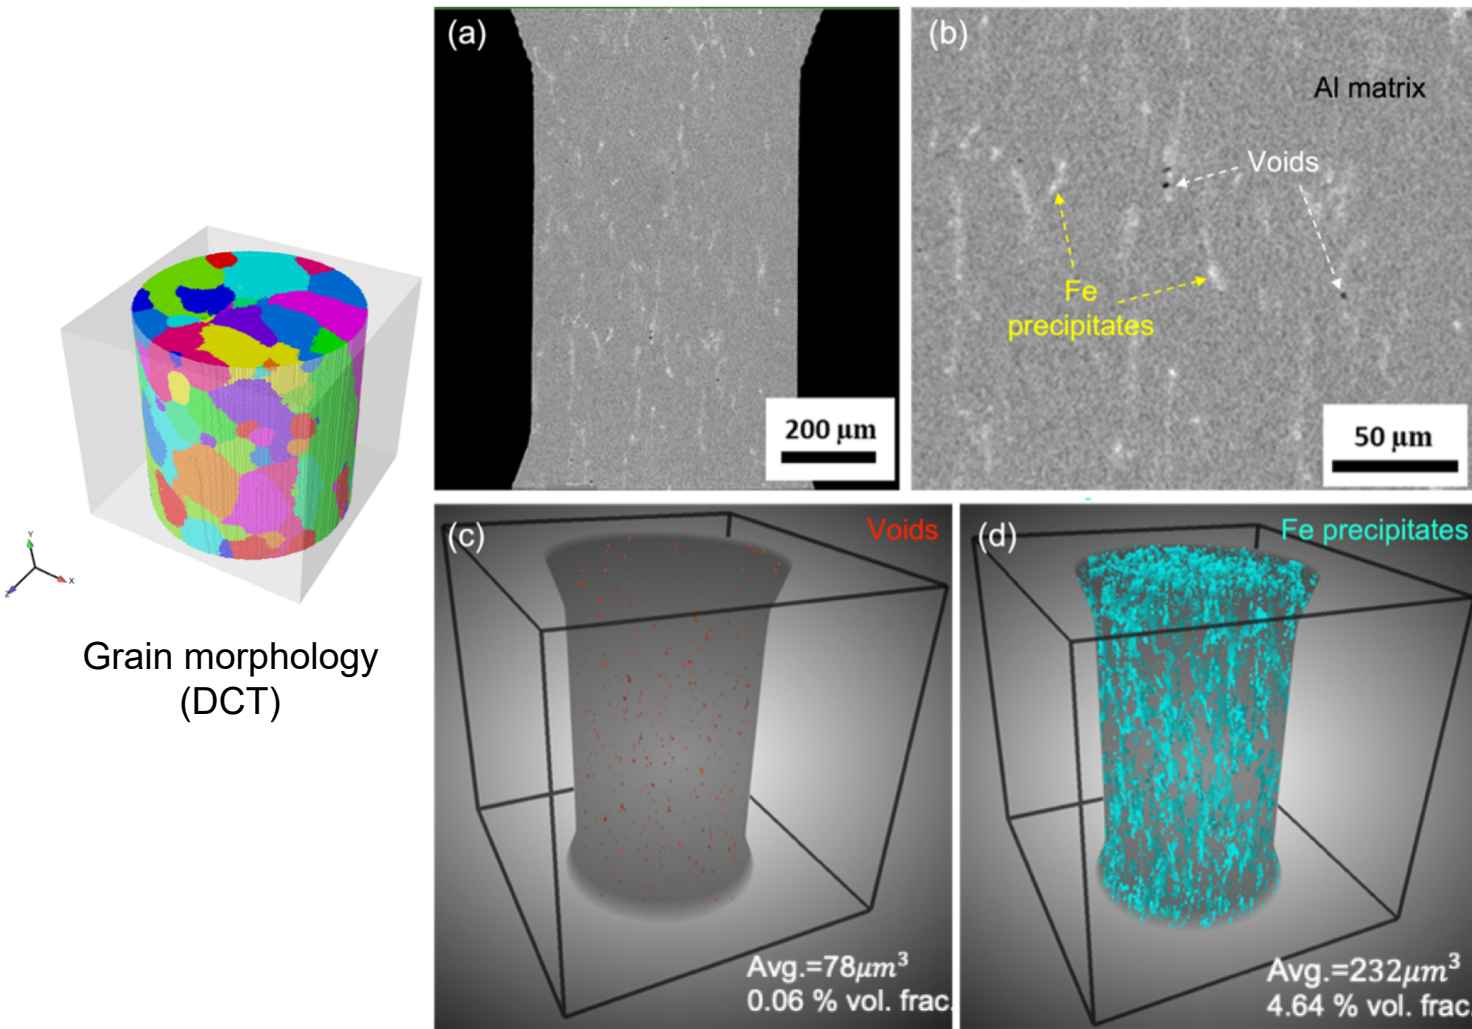 Grain morphology
(DCT)
Y
X
Z
(a)
200 µm
(b)
Al matrix
Voids
Fe
precipitates
50 µm
(c)
Voids
Avg.=78µm³
0.06 % vol. frac.
(d)
Fe precipitates
Avg.=232µm³
4.64 % vol. frac.